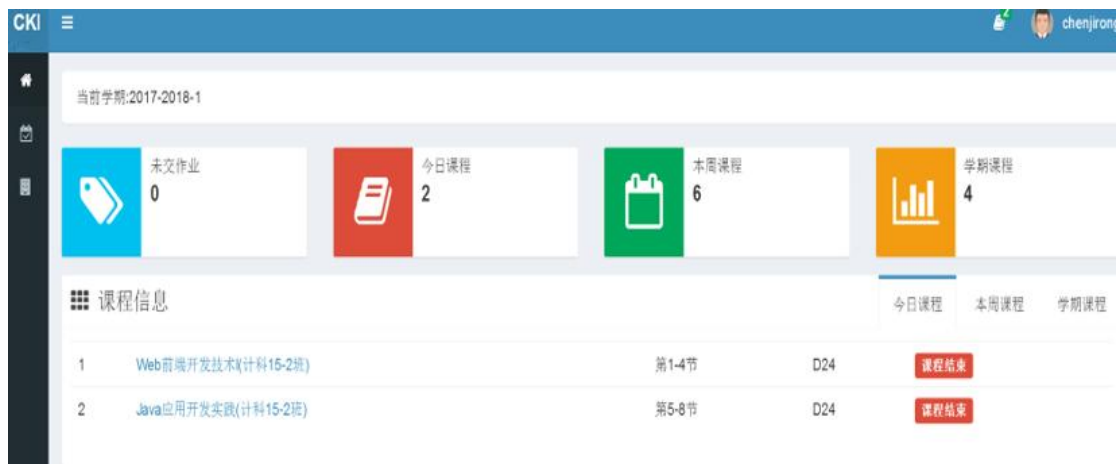 CKI
2
chenjirong
当前学期:2017-2018-1
未交作业
0
今日课程
2
本周课程
6
学期课程
4
课程信息
今日课程 本周课程 学期课程
1 Web前端开发技术(计科15-2班) 第1-4节 D24 课程结束
2 Java应用开发实践(计科15-2班) 第5-8节 D24 课程结束